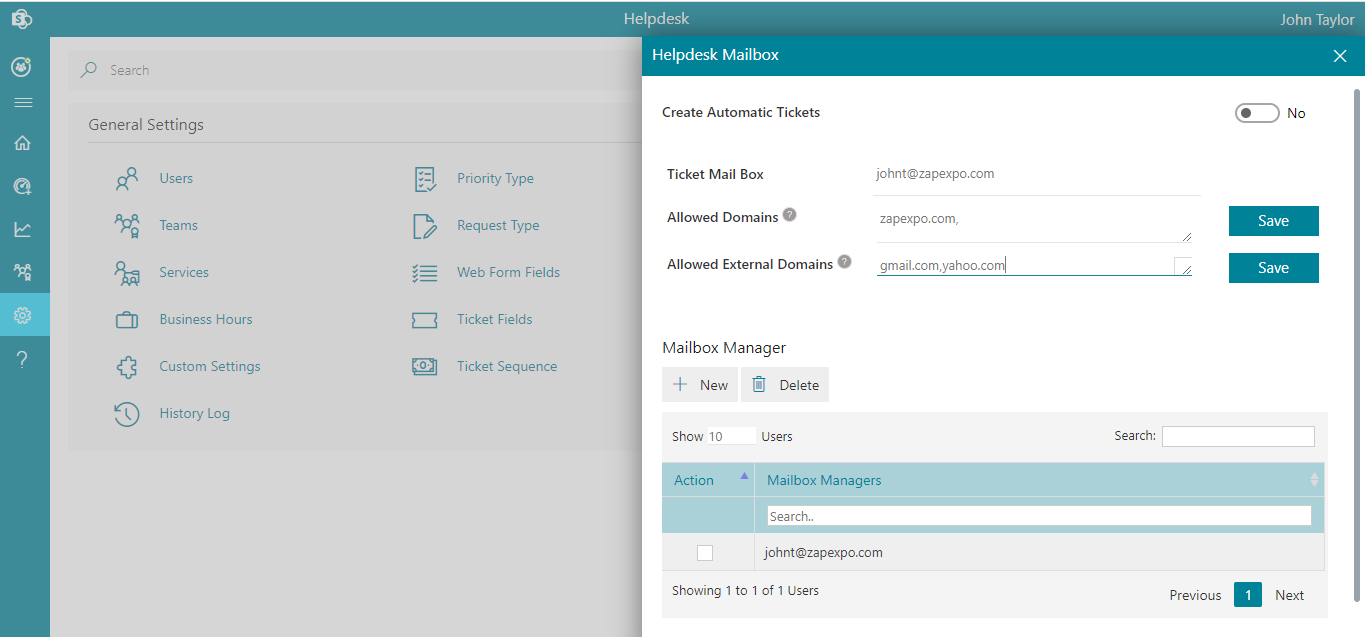 Helpdesk
John Taylor
Search
General Settings
Users
Priority Type
Teams
Request Type
Services
Web Form Fields
Business Hours
Ticket Fields
Custom Settings
Ticket Sequence
History Log
Helpdesk Mailbox
Create Automatic Tickets
No
Ticket Mail Box
johnt@zapexpo.com
Allowed Domains ?
zapexpo.com,
Save
Allowed External Domains ?
gmail.com,yahoo.com
Save
Mailbox Manager
New
Delete
Show 10 Users
Search:
Action
Mailbox Managers
Search..
johnt@zapexpo.com
Showing 1 to 1 of 1 Users
Previous 1 Next